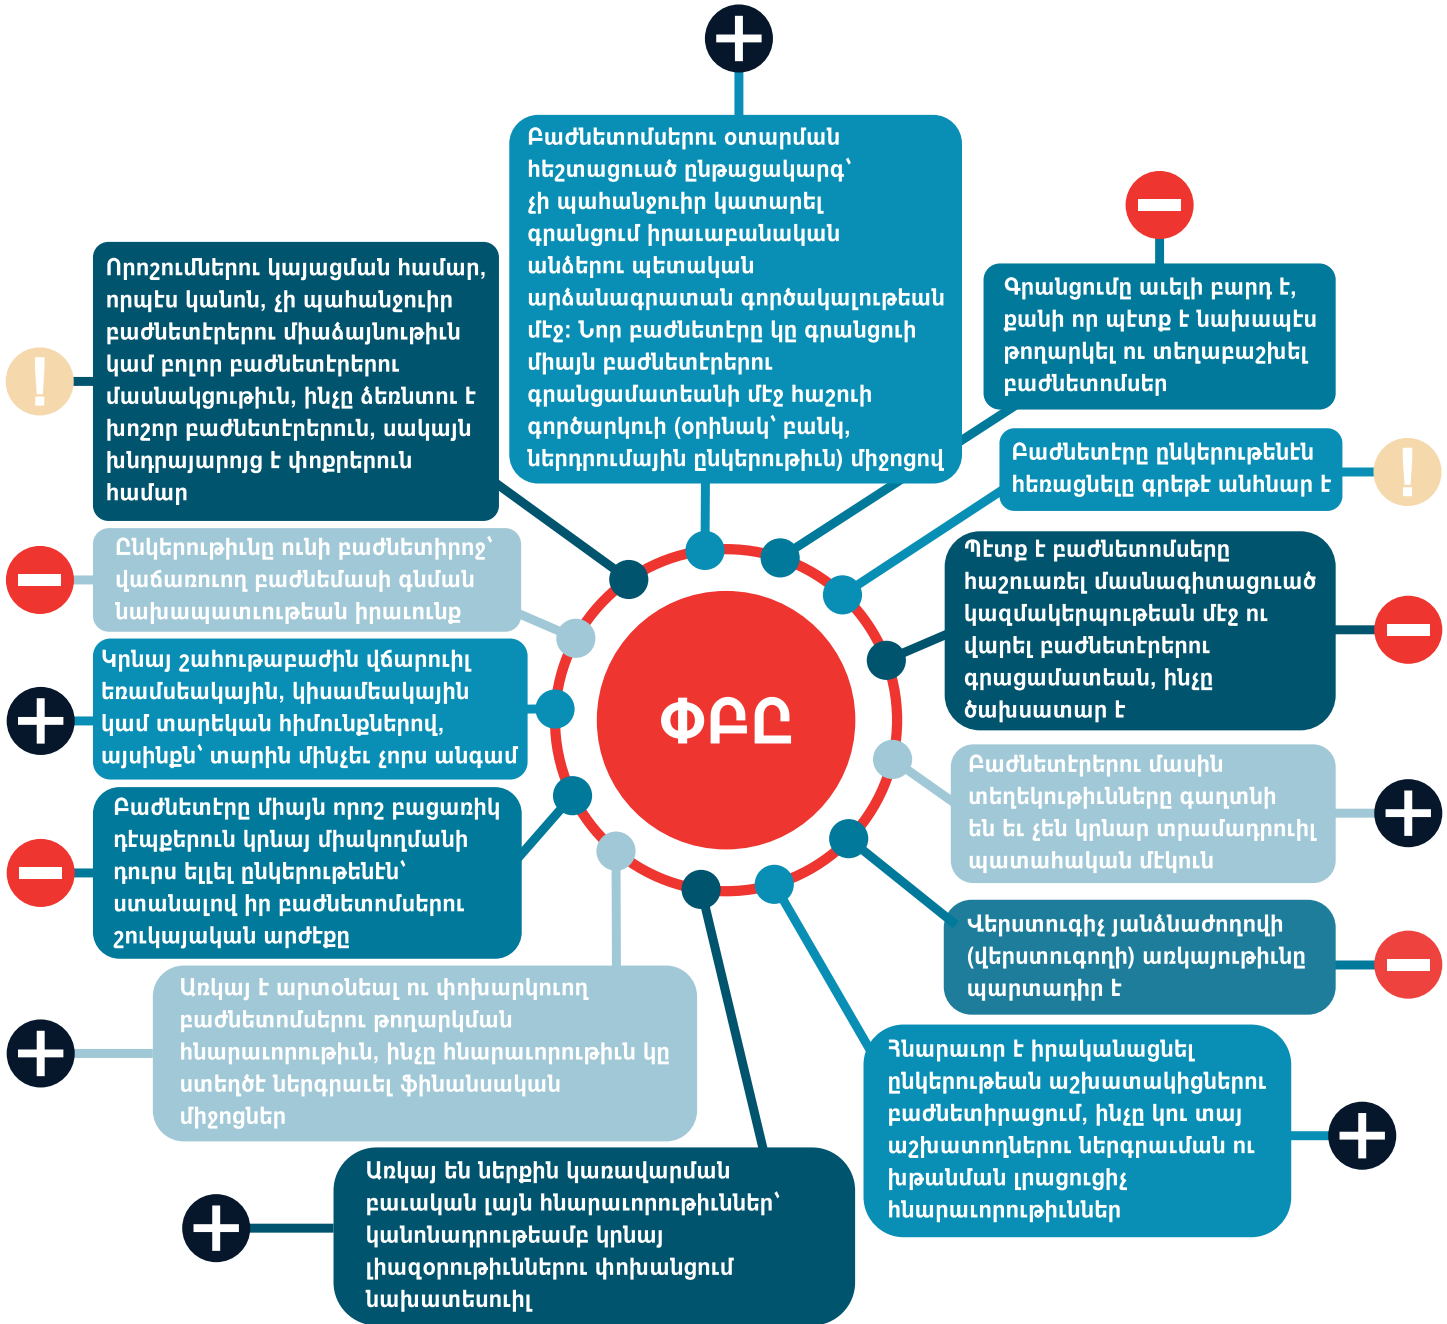 Բաժնետոմսերու օտարման
հեշտացուած ընթացակարգ՝
չի պահանջուիր կատարել
գրանցում իրաւաբանական
անձերու պետական
արձանագրատան գործակալութեան
մէջ: Նոր բաժնետէրը կը գրանցուի
միայն բաժնետէրերու
գրանցամատեանի մէջ հաշուի
գործարկուի (օրինակ՝ բանկ,
ներդրումային ընկերութիւն) միջոցով
Գրանցումը աւելի բարդ է,
քանի որ պէտք է նախապէս
թողարկել ու տեղաբաշխել
բաժնետոմսեր
Բաժնետէրը ընկերութենէն
հեռացնելը գրեթէ անհնար է
Պէտք է բաժնետոմսերը
հաշուառել մասնագիտացուած
կազմակերպութեան մէջ ու
վարել բաժնետէրերու
գրացամատեան, ինչը
ծախսատար է
Բաժնետէրերու մասին
տեղեկութիւնները գաղտնի
են եւ չեն կրնար տրամադրուիլ
պատահական մէկուն
Վերստուգիչ յանձնաժողովի
(վերստուգողի) առկայութիւնը
պարտադիր է
Հնարաւոր է իրականացնել
ընկերութեան աշխատակիցներու
բաժնետիրացում, ինչը կու տայ
աշխատողներու ներգրաւման ու
խթանման լրացուցիչ
հնարաւորութիւններ
Առկայ են ներքին կառավարման
բաւական լայն հնարաւորութիւններ՝
կանոնադրութեամբ կրնայ
լիազօրութիւններու փոխանցում
նախատեսուիլ
Առկայ է արտօնեալ ու փոխարկուող
բաժնետոմսերու թողարկման
հնարաւորութիւն, ինչը հնարաւորութիւն կը
ստեղծէ ներգրաւել ֆինանսական
միջոցներ
Բաժնետէրը միայն որոշ բացառիկ
դէպքերուն կրնայ միակողմանի
դուրս ելլել ընկերութենէն՝
ստանալով իր բաժնետոմսերու
շուկայական արժէքը
Կրնայ շահութաբաժին վճարուիլ
եռամսեակային, կիսամեակային
կամ տարեկան հիմունքներով,
այսինքն՝ տարին մինչեւ չորս անգամ
Ընկերութիւնը ունի բաժնետիրոջ՝
վաճառուող բաժնեմասի գնման
նախապատւութեան իրաւունք
Որոշումներու կայացման համար,
որպէս կանոն, չի պահանջուիր
բաժնետէրերու միաձայնութիւն
կամ բոլոր բաժնետէրերու
մասնակցութիւն, ինչը ձեռնտու է
խոշոր բաժնետէրերուն, սակայն
խնդրայարոյց է փոքրերուն
համար
ՓԲԸ